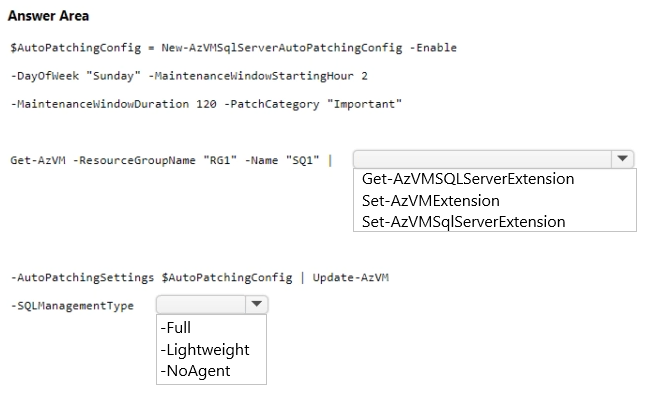 Answer Area
$AutoPatchingConfig = New-AzVMSqlServerAutoPatchingConfig -Enable
-DayOfWeek "Sunday" -MaintenanceWindowStartingHour 2
-MaintenanceWindowDuration 120 -PatchCategory "Important"
Get-AzVM -ResourceGroupName "RG1" -Name "SQ1" |
Get-AzVMSQLServerExtension
Set-AzVMExtension
Set-AzVMSqlServerExtension
-AutoPatchingSettings $AutoPatchingConfig | Update-AzVM
-SQLManagementType
-Full
-Lightweight
-NoAgent